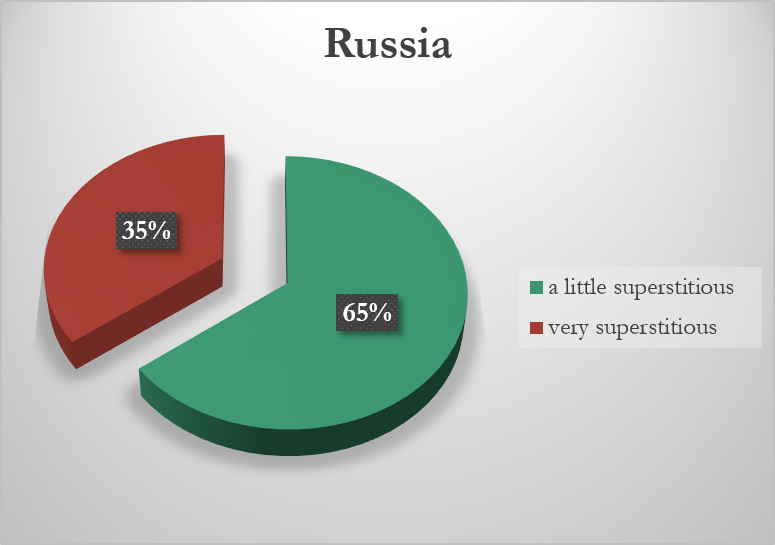 Russia
35%
65%
a little superstitious
very superstitious